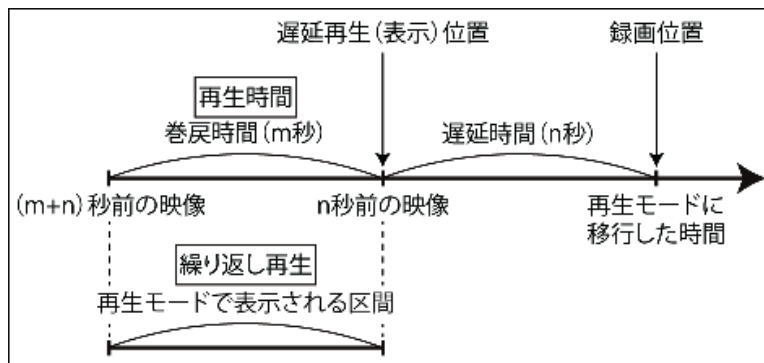 遅延再生(表示)位置
録画位置
再生時間
巻戻時間(m秒)
遅延時間(n秒)
(m+n)秒前の映像
n秒前の映像
再生モードに
移行した時間
繰り返し再生
再生モードで表示される区間